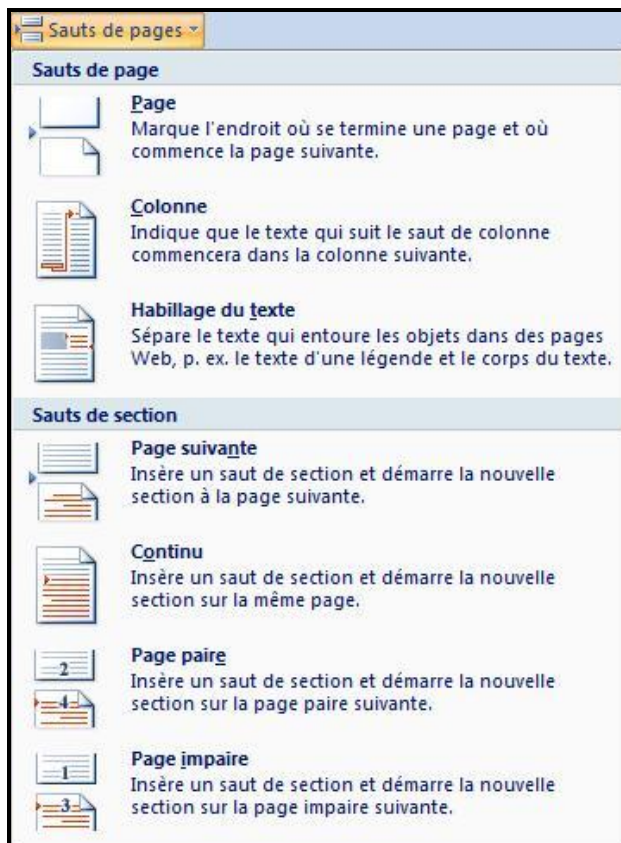 Sauts de pages
Sauts de page
Page
Marque l'endroit où se termine une page et où
commence la page suivante.
Colonne
Indique que le texte qui suit le saut de colonne
commencera dans la colonne suivante.
Habillage du texte
Sépare le texte qui entoure les objets dans des pages
Web, p. ex. le texte d'une légende et le corps du texte.
Sauts de section
Page suivante
Insère un saut de section et démarre la nouvelle
section à la page suivante.
Continu
Insère un saut de section et démarre la nouvelle
section sur la même page.
2
4
Page paire
Insère un saut de section et démarre la nouvelle
section sur la page paire suivante.
1
3
Page impaire
Insère un saut de section et démarre la nouvelle
section sur la page impaire suivante.